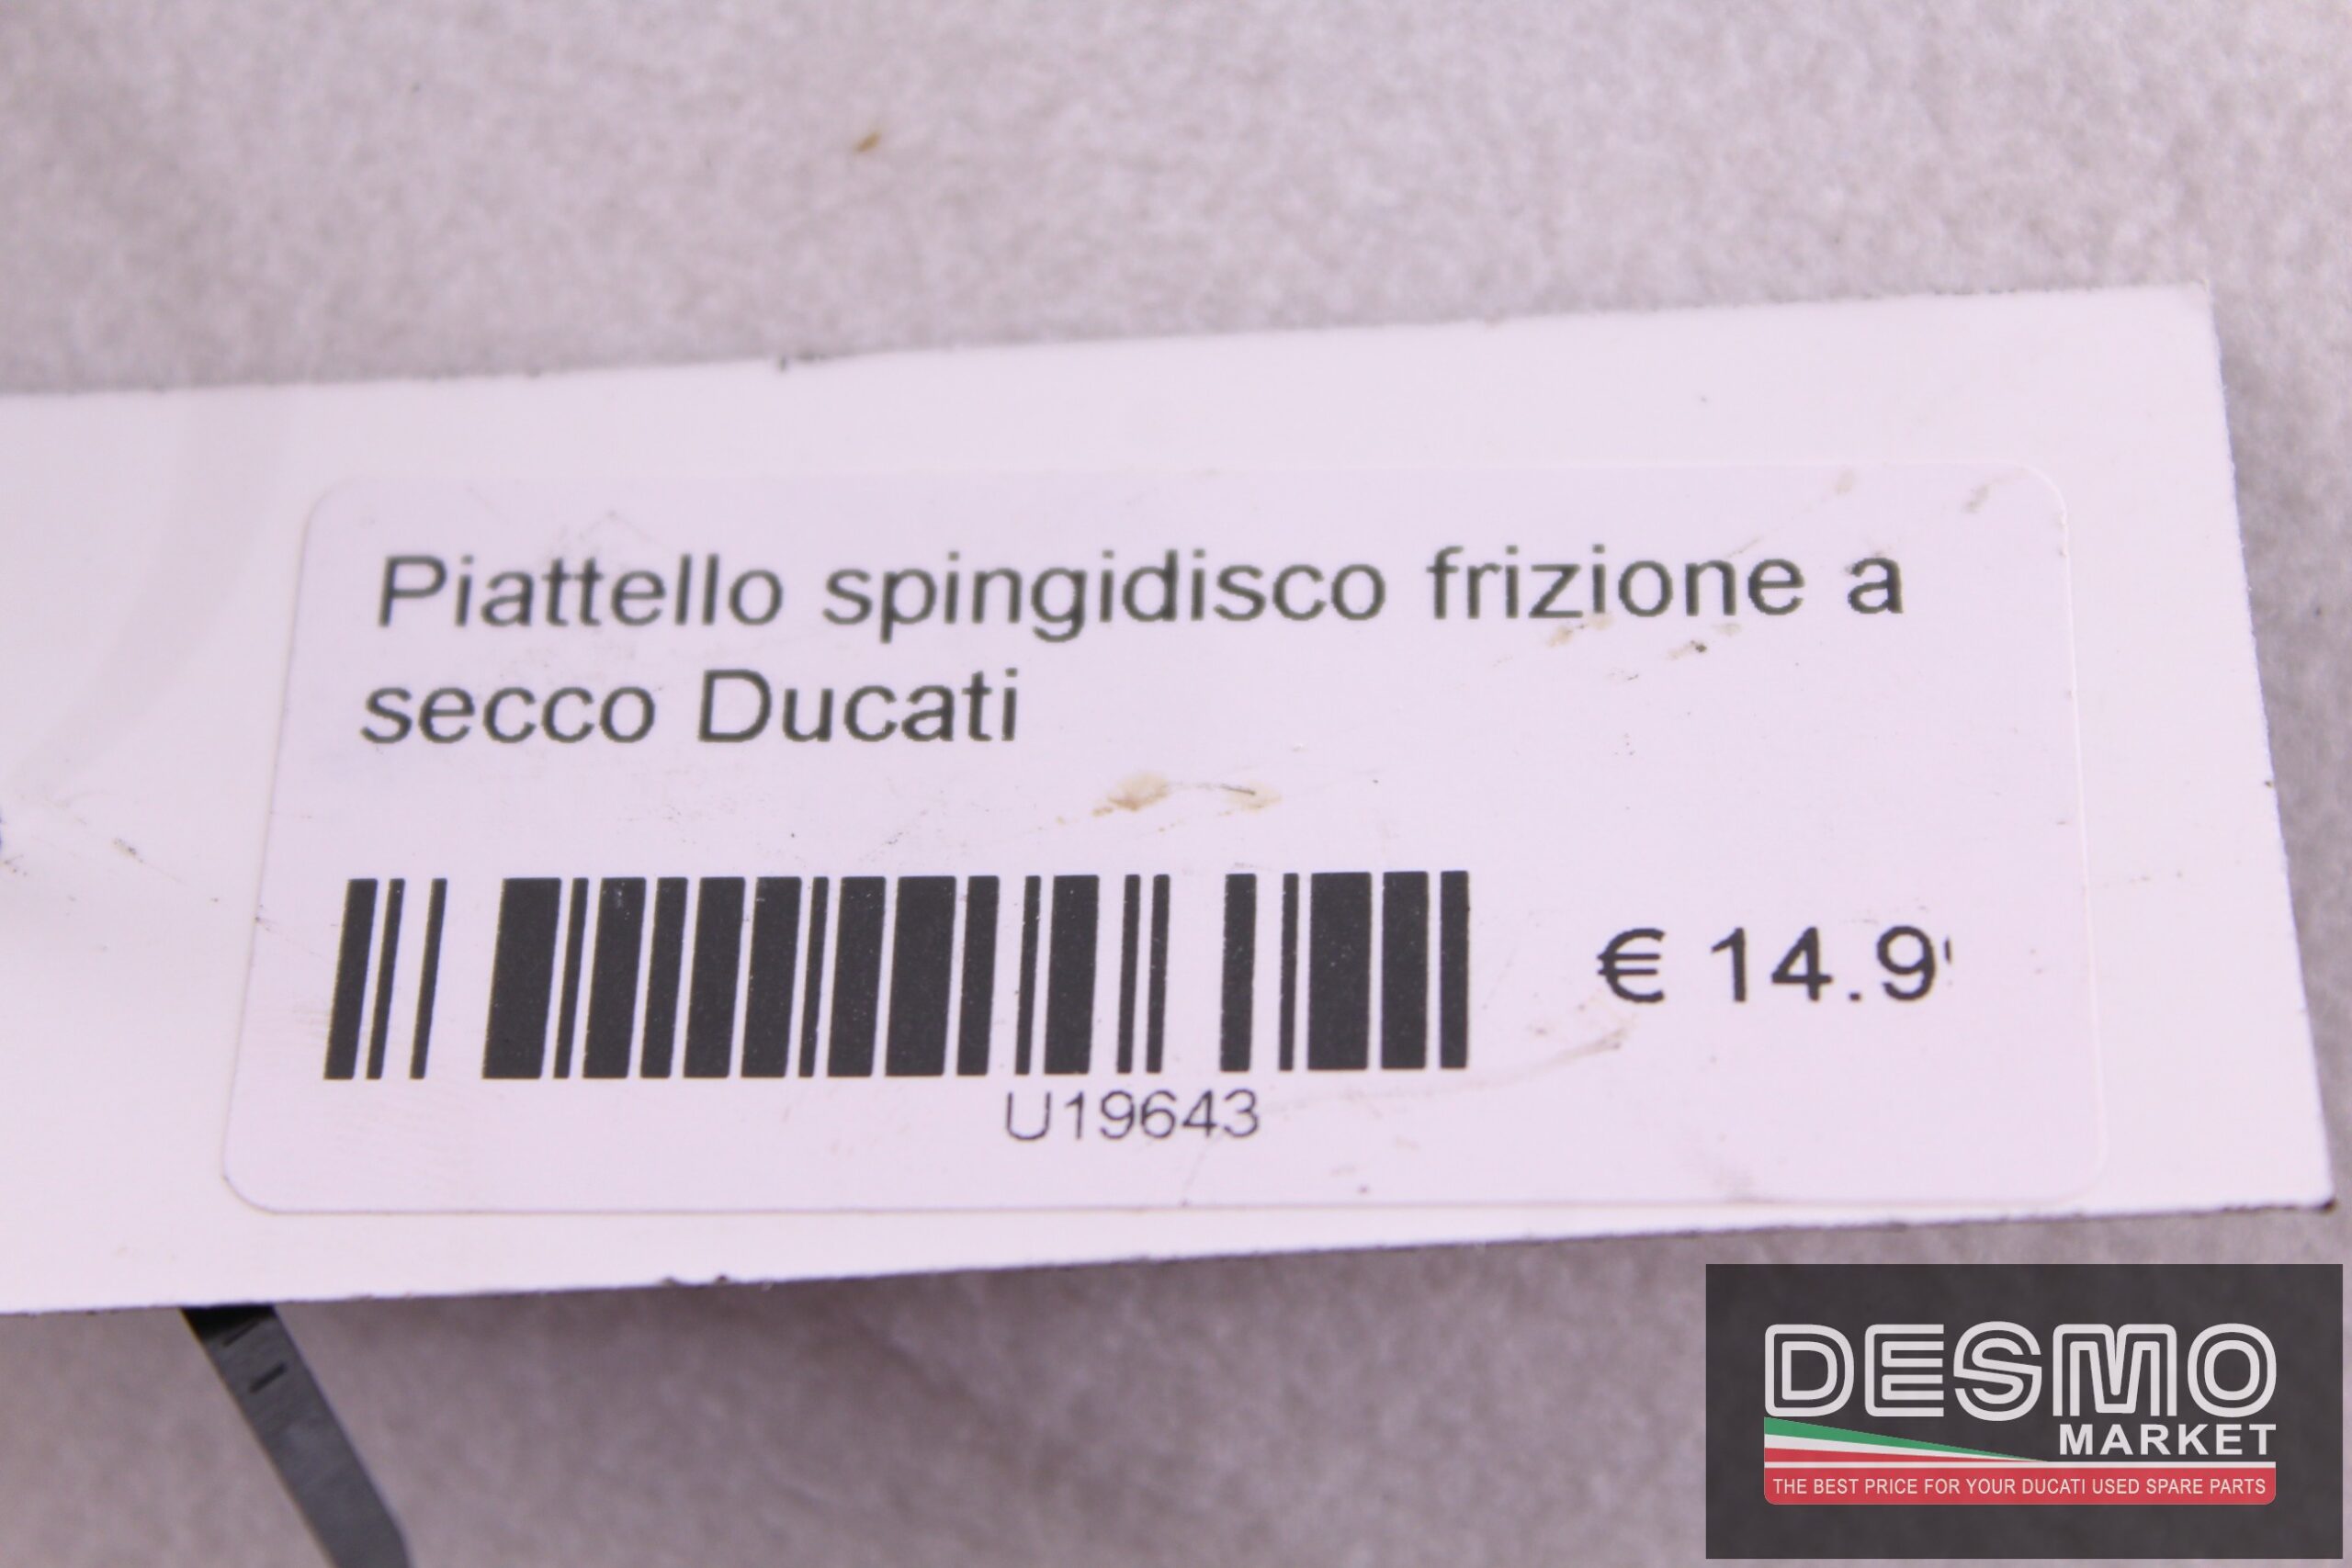 Piattello spingidisco frizione a
secco Ducati
€ 14.9
U19643
DESMO
MARKET
THE BEST PRICE FOR YOUR DUCATI USED SPARE PARTS